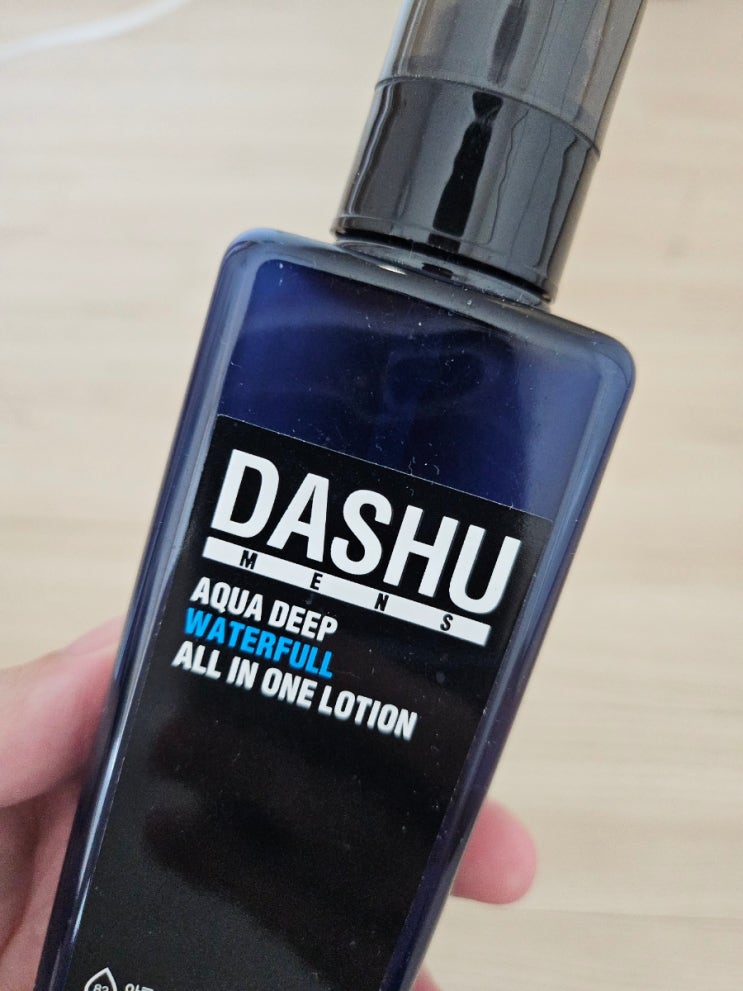 DASHU
MENS
AQUA DEEP
WATERFULL
ALL IN ONE LOTION